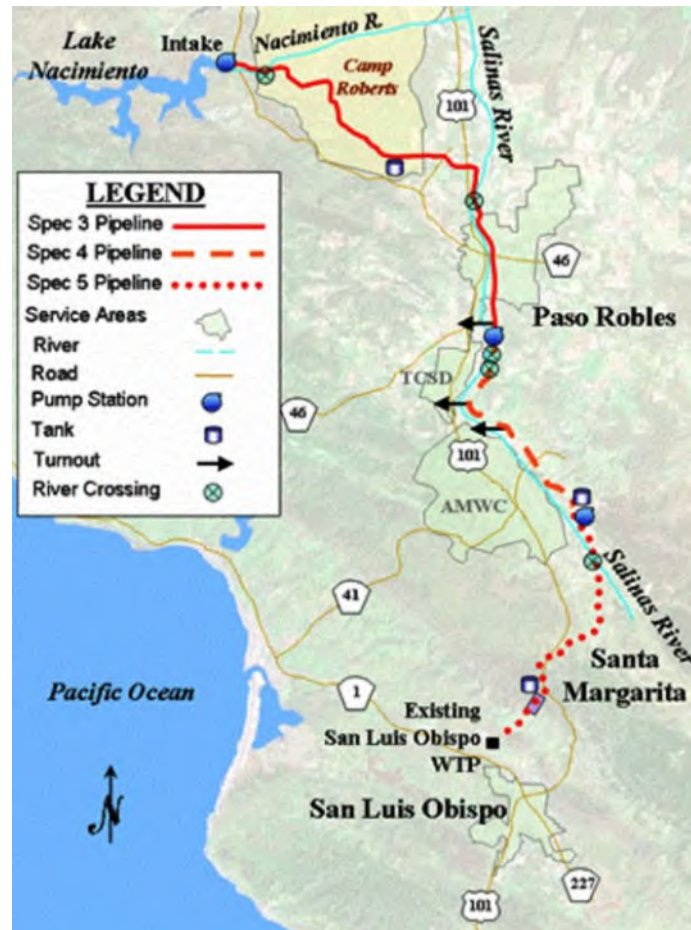 Lake
Nacimiento
Intake
Nacimiento R.
Camp
Roberts
101
Salinas River
LEGEND
Spec 3 Pipeline
Spec 4 Pipeline
Spec 5 Pipeline
Service Areas
River
Road
Pump Station
Tank
Turnout
River Crossing
46
Paso Robles
TCSD
46
101
AMWC
Salinas River
41
Santa
Margarita
Pacific Ocean
1
Existing
San Luis Obispo
WTP
N
San Luis Obispo
227
101